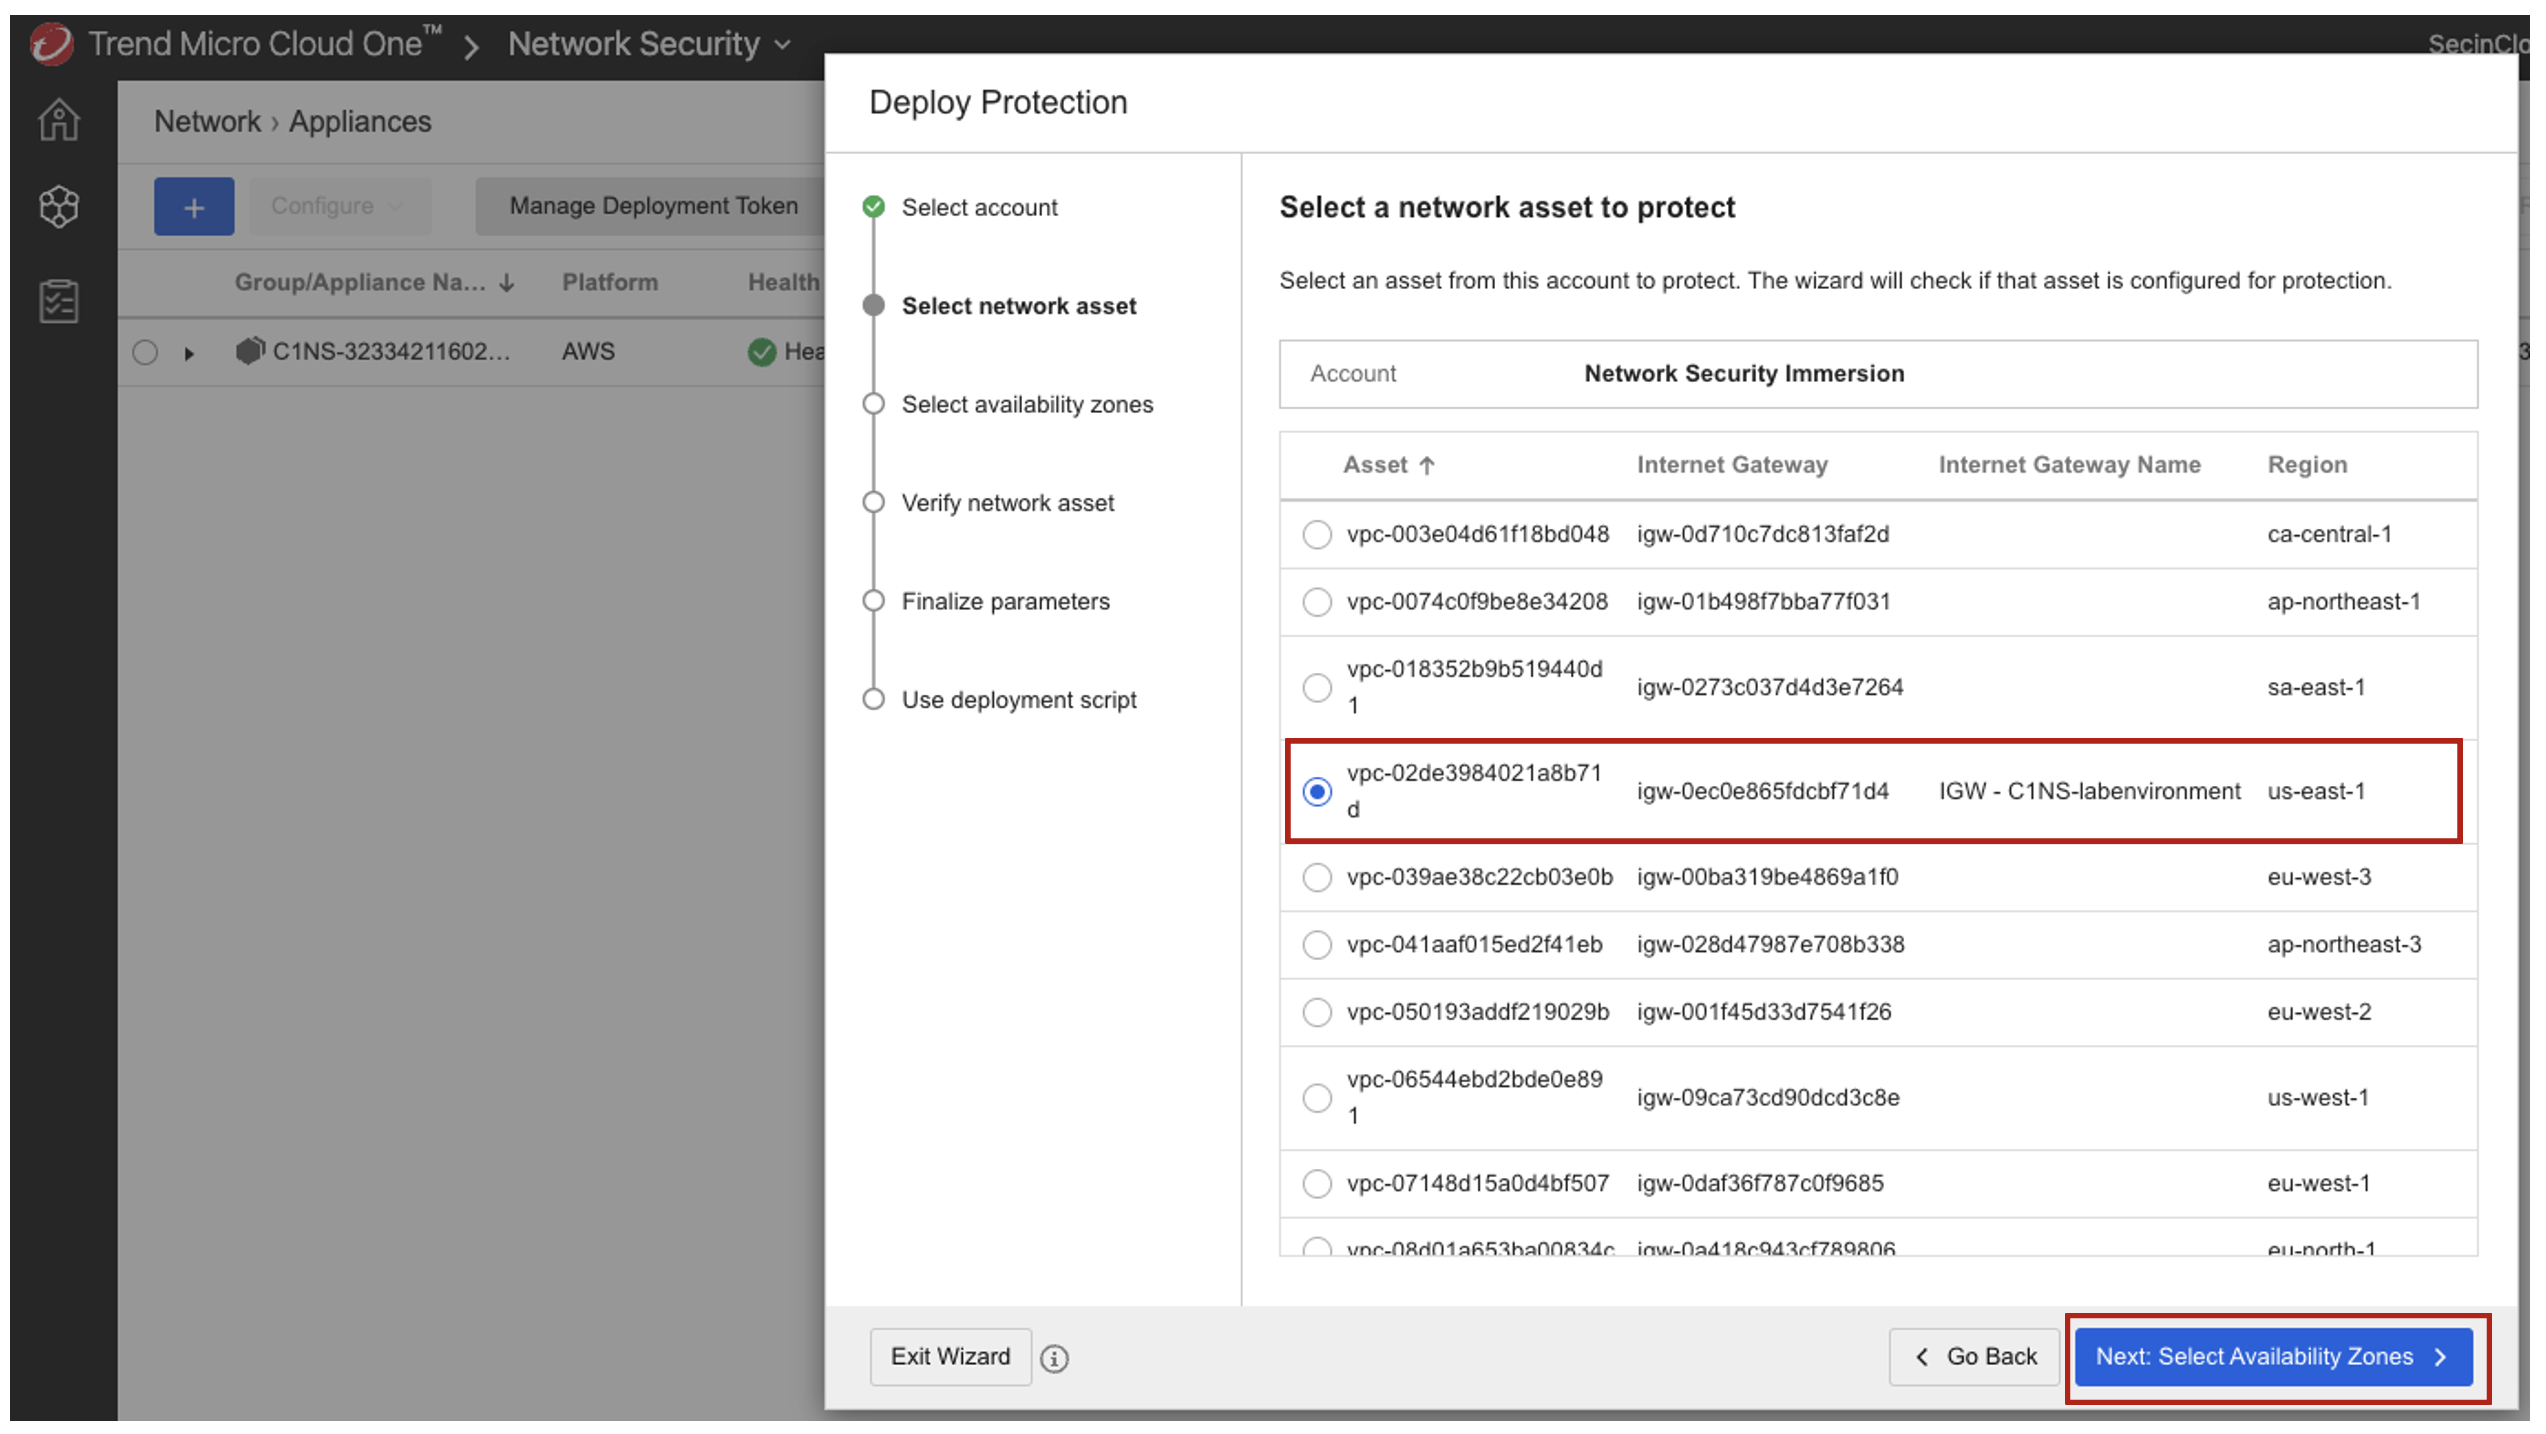 Trend Micro Cloud One™ > Network Security
SecinClo
Network › Appliances
+ Configure Manage Deployment Token
Group/Appliance Na... ↓ Platform Health
C1NS-32334211602... AWS Hea
Deploy Protection
Select account
Select network asset
Select availability zones
Verify network asset
Finalize parameters
Use deployment script
Select a network asset to protect
Select an asset from this account to protect. The wizard will check if that asset is configured for protection.
Account Network Security Immersion
Asset ↑ Internet Gateway Internet Gateway Name Region
vpc-003e04d61f18bd048 igw-0d710c7dc813faf2d ca-central-1
vpc-0074c0f9be8e34208 igw-01b498f7bba77f031 ap-northeast-1
vpc-018352b9b519440d
1
igw-0273c037d4d3e7264 sa-east-1
vpc-02de3984021a8b71
d
igw-0ec0e865fdcbf71d4 IGW - C1NS-labenvironment us-east-1
vpc-039ae38c22cb03e0b igw-00ba319be4869a1f0 eu-west-3
vpc-041aaf015ed2f41eb igw-028d47987e708b338 ap-northeast-3
vpc-050193addf219029b igw-001f45d33d7541f26 eu-west-2
vpc-06544ebd2bde0e89
1
igw-09ca73cd90dcd3c8e us-west-1
vpc-07148d15a0d4bf507 igw-0daf36f787c0f9685 eu-west-1
vpc-08d01a653ba00834c igw-0a418c943cf789806 eu-north-1
Exit Wizard
Go Back
Next: Select Availability Zones